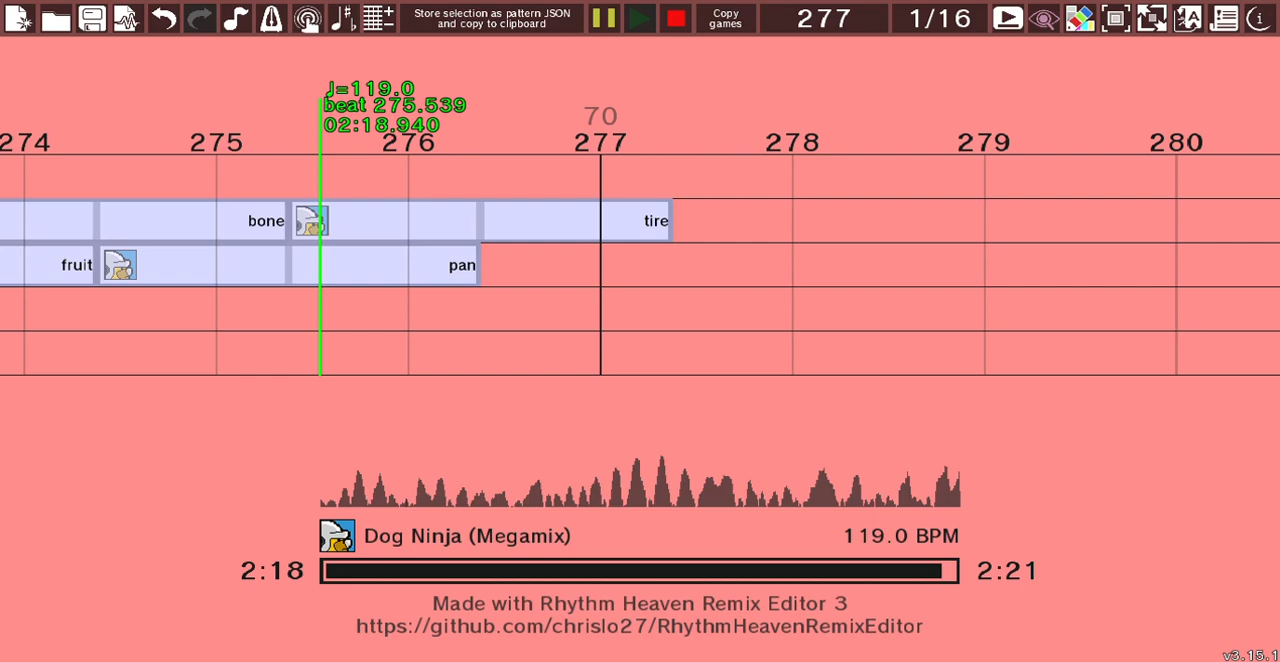 Store selection as pattern JSON
and copy to clipboard
Copy
games
277
1/16
♩=119.0
beat 275.539
02:18.940
70
274 275 276 277 278 279 280
bone tire
fruit pan
Dog Ninja (Megamix) 119.0 BPM
2:18 2:21
Made with Rhythm Heaven Remix Editor 3
https://github.com/chrislo27/RhythmHeavenRemixEditor
v3.15.1